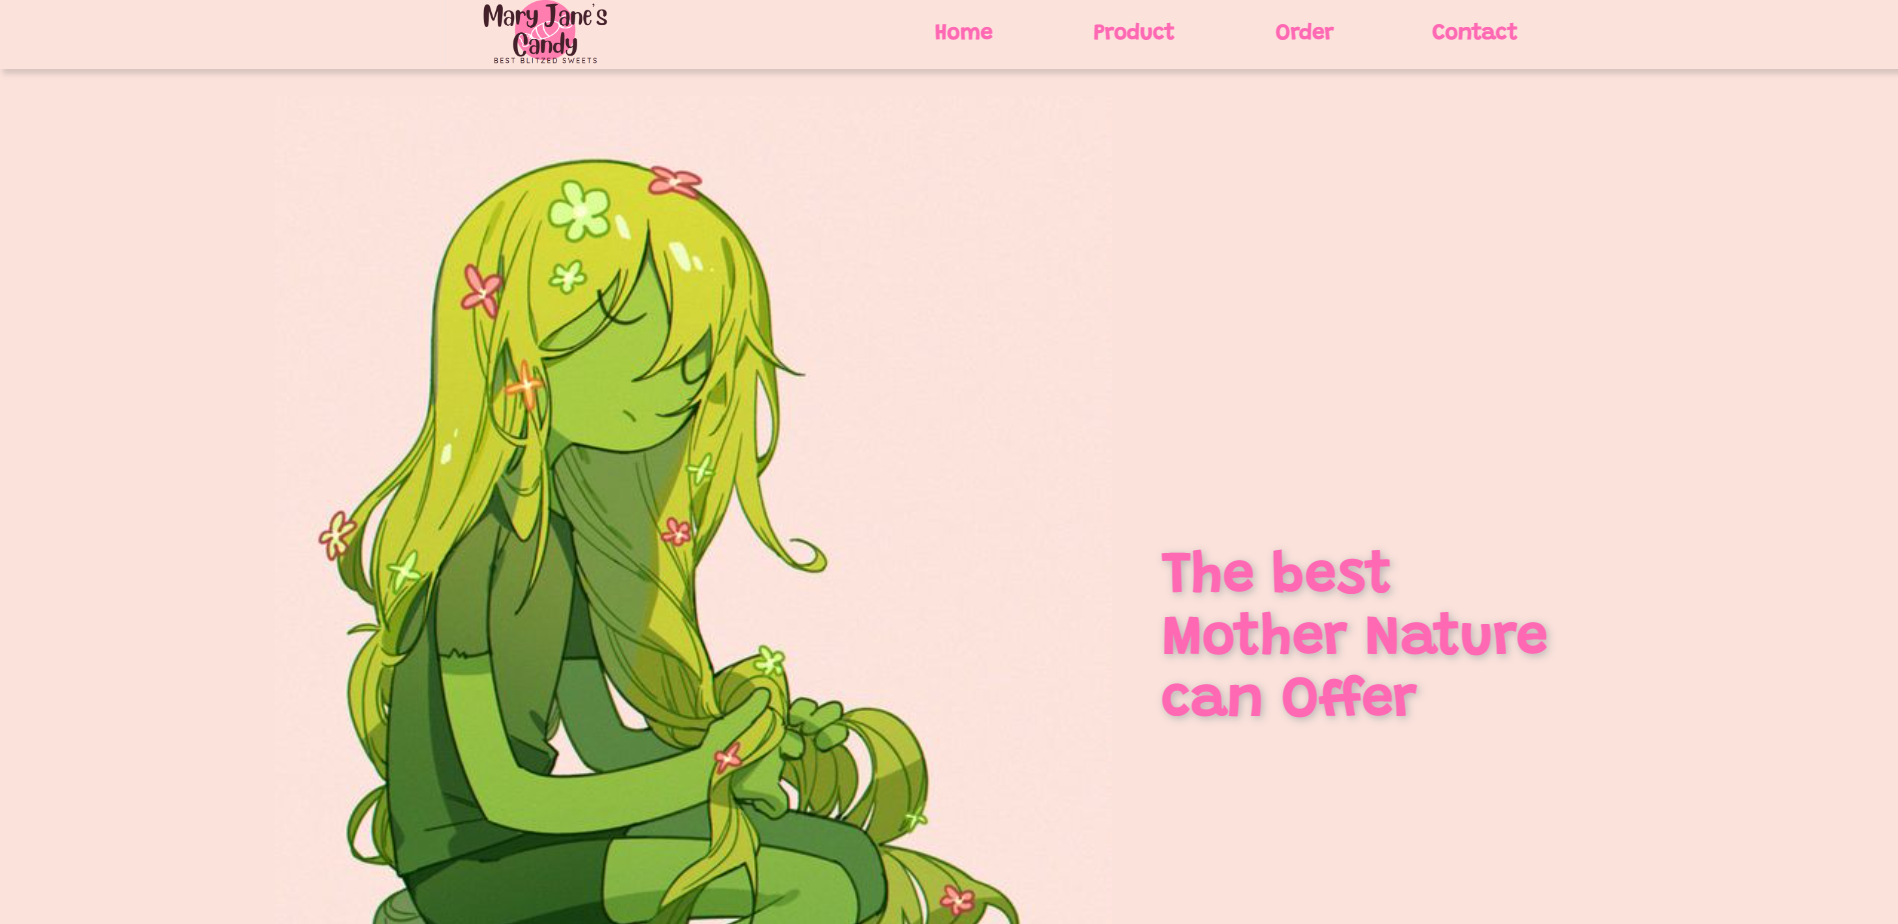 Mary Jane's
Candy
BEST BLITZED SWEETS
Home Product Order Contact
The best
Mother Nature
can Offer